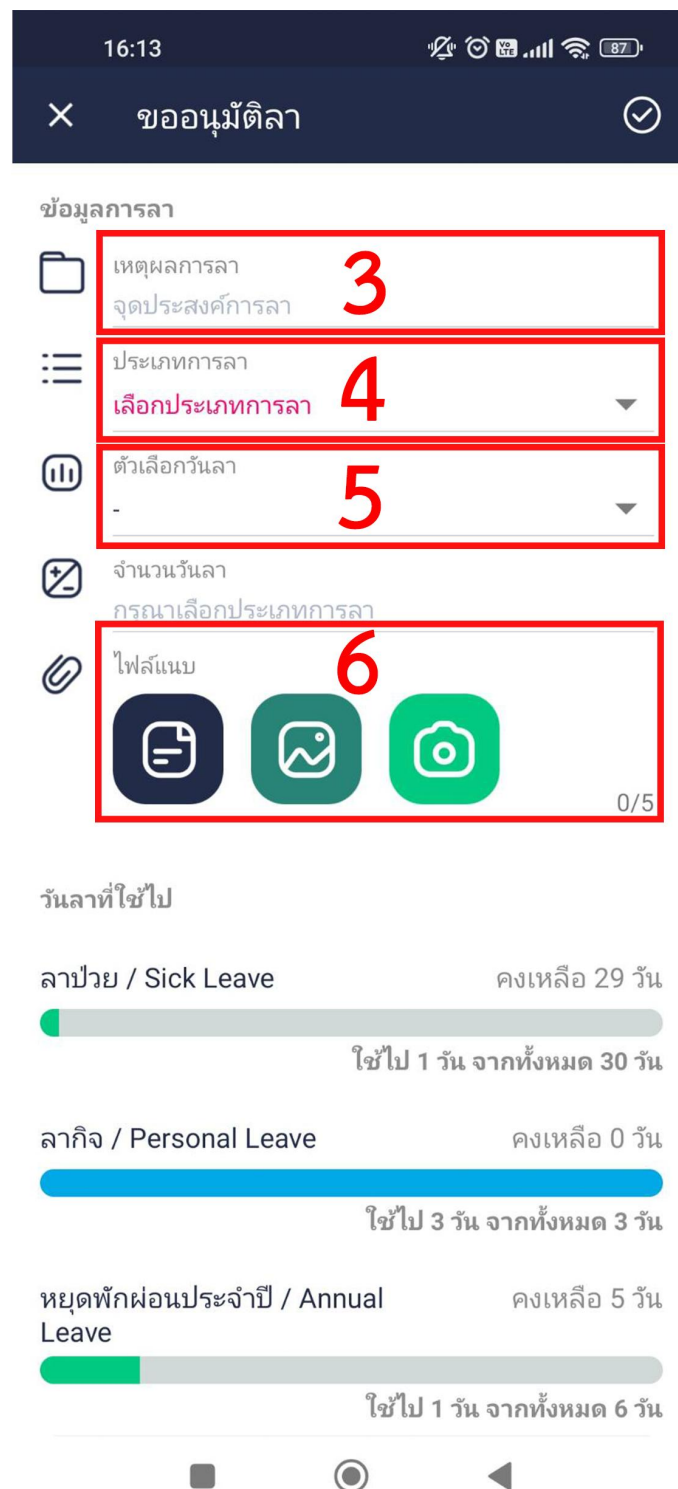 16:13
Vo LTE
87
ขออนุมัติลา
ข้อมูลการลา
เหตุผลการลา
3
จุดประสงค์การลา
ประเภทการลา
4
เลือกประเภทการลา
ตัวเลือกวันลา
5
-
จำนวนวันลา
กรุณาเลือกประเภทการลา
6
ไฟล์แนบ
0/5
วันลาที่ใช้ไป
ลาป่วย / Sick Leave คงเหลือ 29 วัน
ใช้ไป 1 วัน จากทั้งหมด 30 วัน
ลากิจ / Personal Leave คงเหลือ 0 วัน
ใช้ไป 3 วัน จากทั้งหมด 3 วัน
หยุดพักผ่อนประจำปี / Annual คงเหลือ 5 วัน
Leave
ใช้ไป 1 วัน จากทั้งหมด 6 วัน